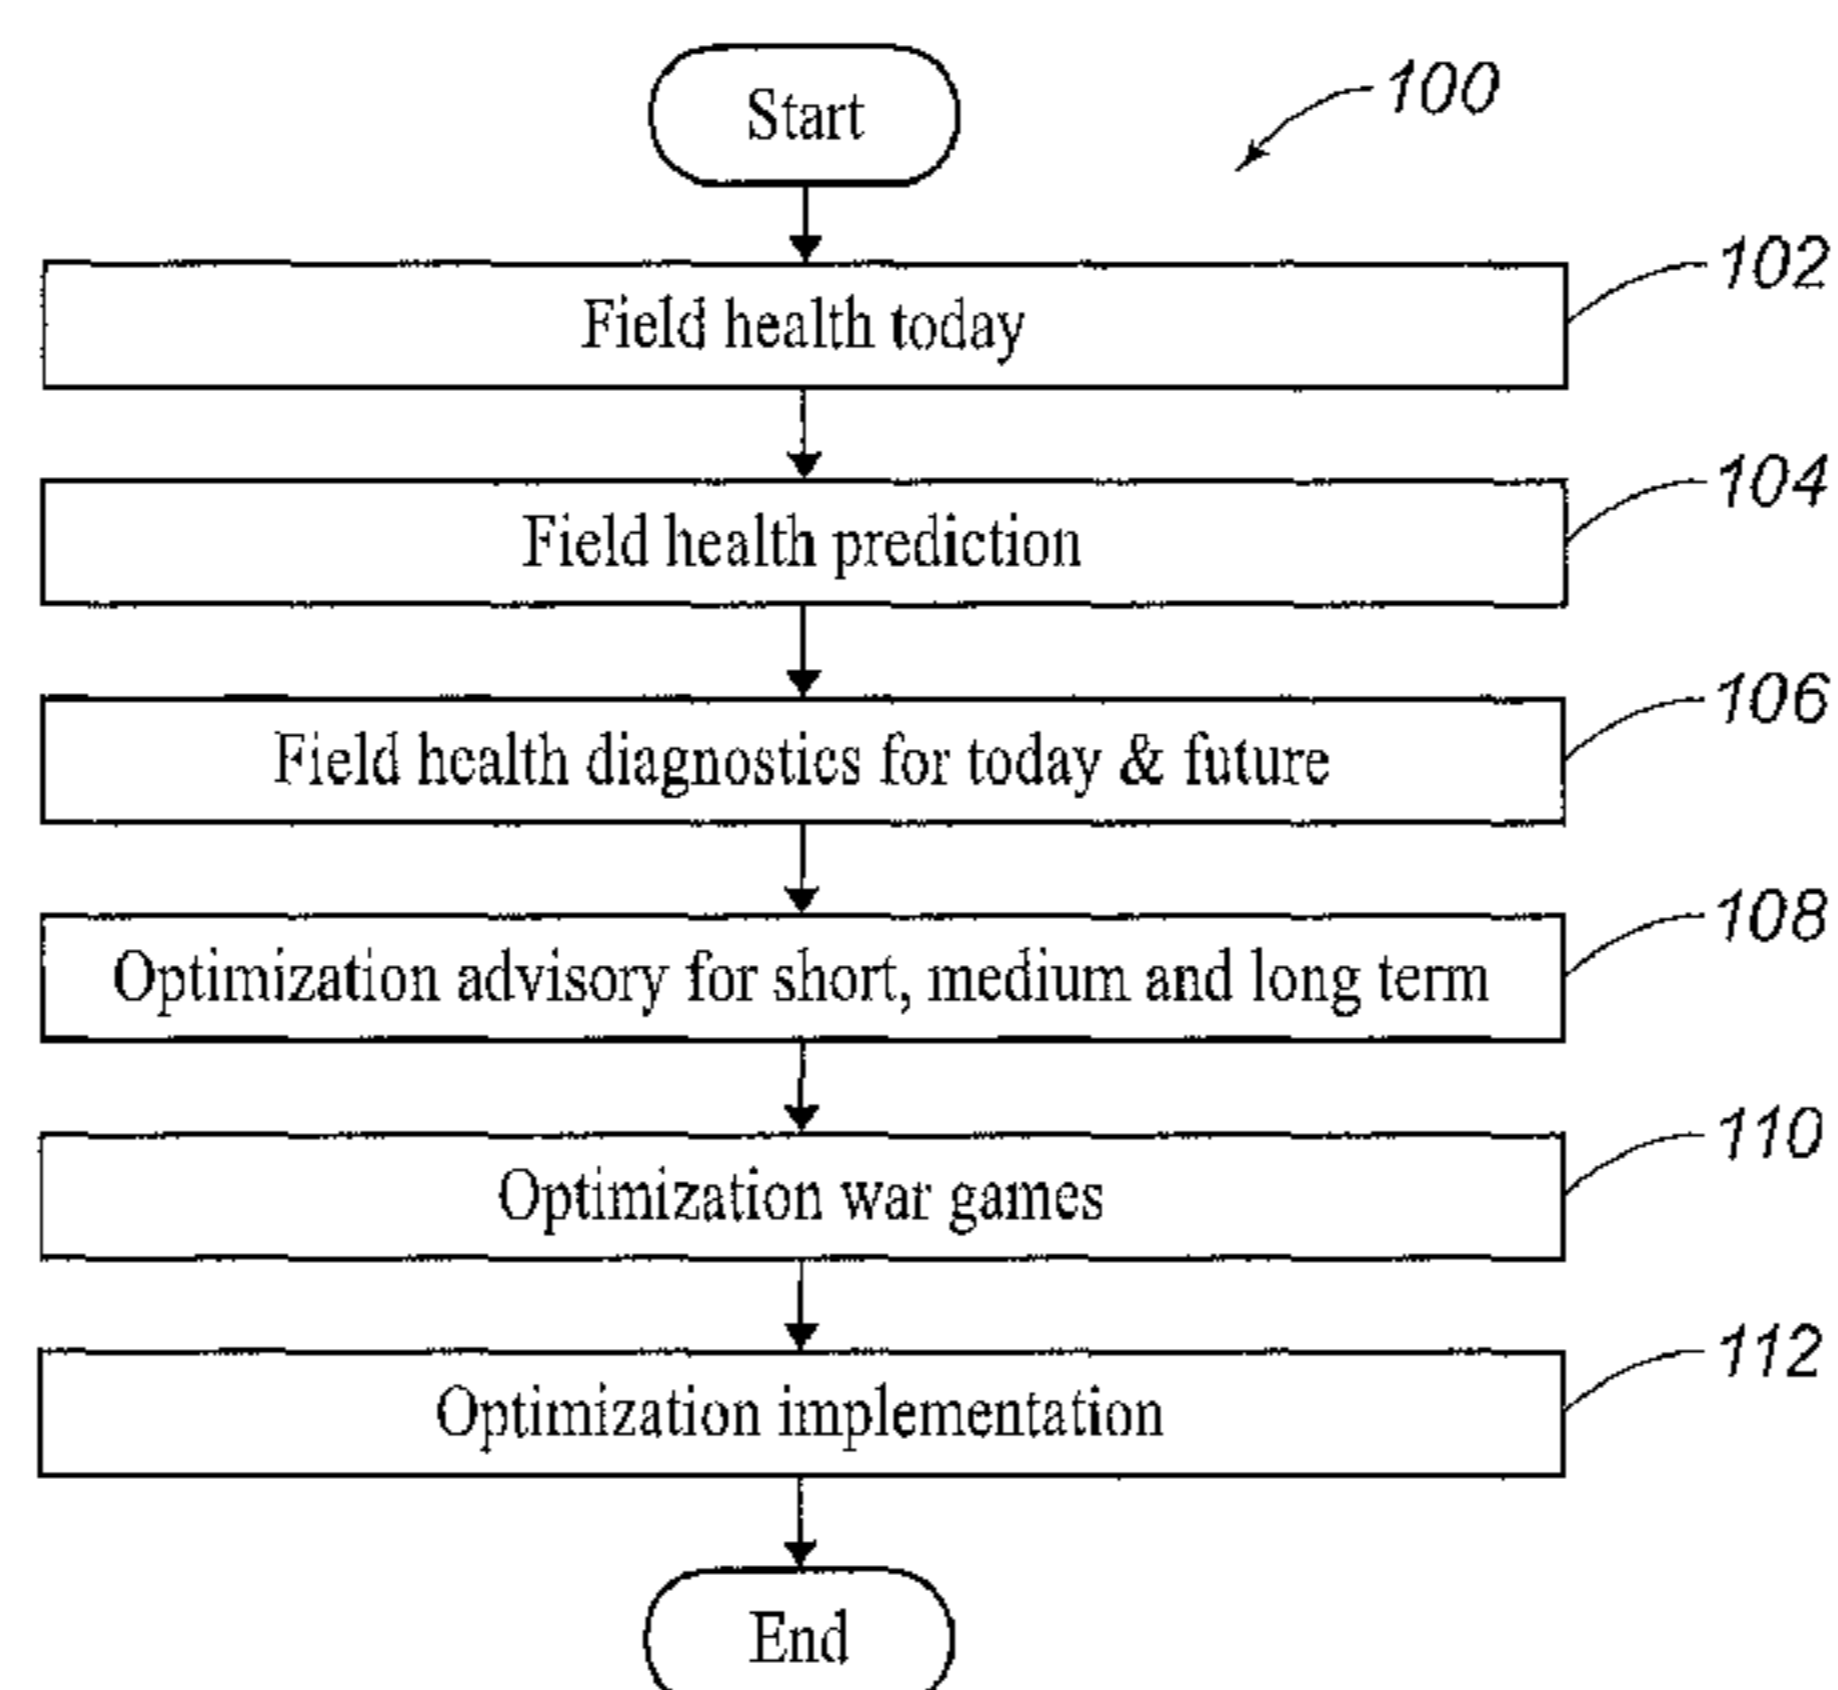 Start
100
Field health today
102
Field health prediction
104
Field health diagnostics for today & future
106
Optimization advisory for short, medium and long term
108
Optimization war games
110
Optimization implementation
112
End